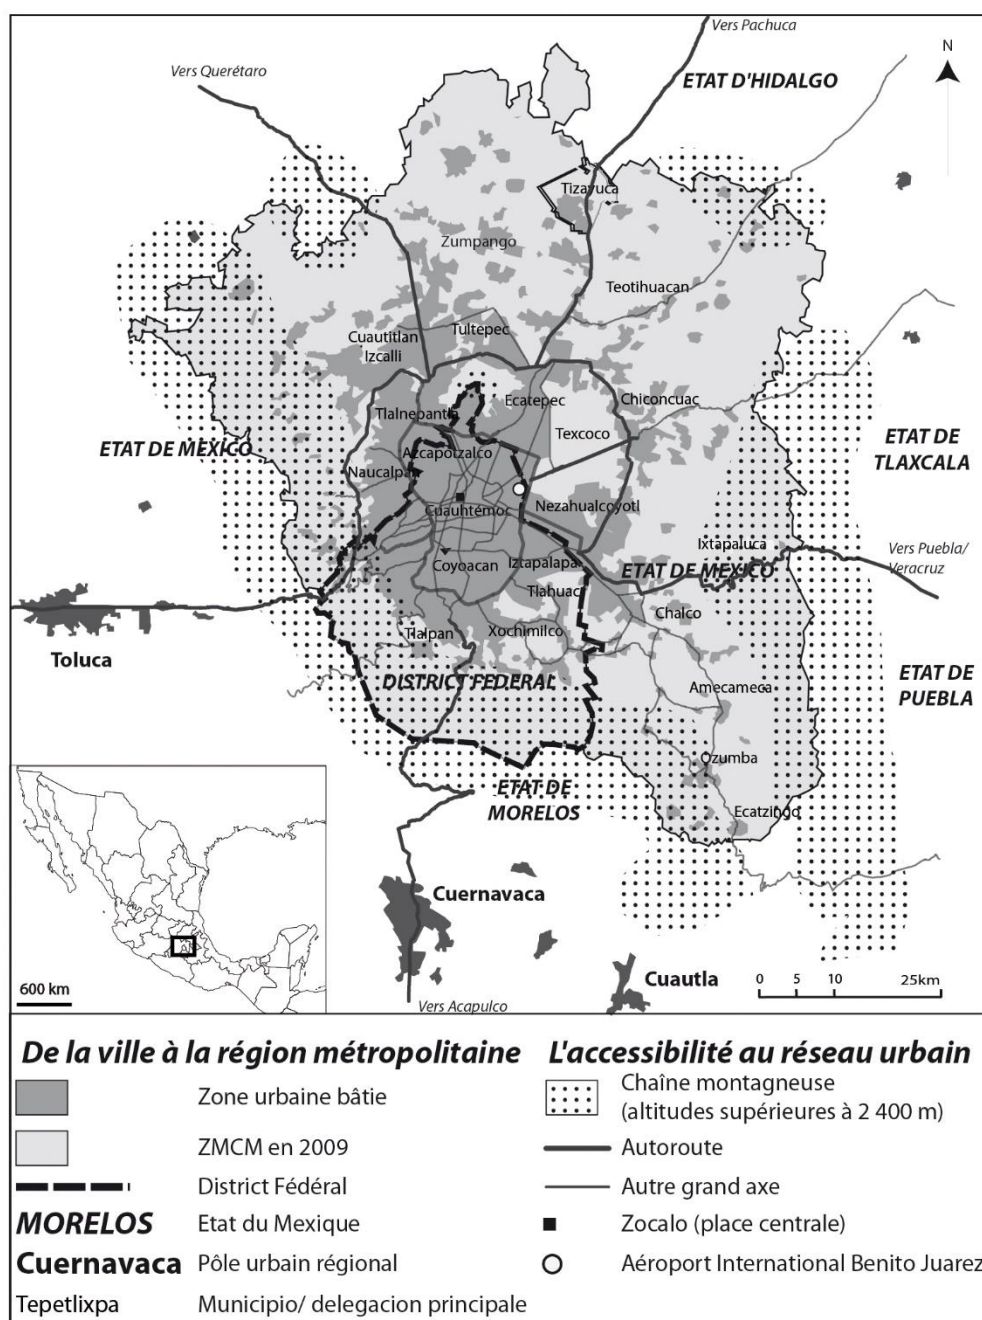 Vers Pachuca
Vers Querétaro
ETAT D'HIDALGO
N
Tizayuca
Zumpango
Teotihuacan
Tultepec
Cuautitlan
Izcalli
Ecatepec
Chiconcuac
Tlalnepantla
Texcoco
ETAT DE MEXICO
ETAT DE
TLAXCALA
Azcapotzalco
Naucalpan
Nezahualcoyotl
Cuauhtémoc
Ixtapaluca
Vers Puebla/
Veracruz
Coyoacan
Iztapalapa
ETAT DE MEXICO
Tlahuac
Chalco
Toluca
Tlalpan
Xochimilco
DISTRICT FEDERAL
Amecameca
ETAT DE
PUEBLA
Ozumba
ETAT DE
MORELOS
Ecatzingo
Cuernavaca
Cuautla
600 km
Vers Acapulco
0 5 10 25km
De la ville à la région métropolitaine
Zone urbaine bâtie
ZMCM en 2009
District Fédéral
MORELOS Etat du Mexique
Cuernavaca Pôle urbain régional
Tepetlixpa Municipio/ delegacion principale
L'accessibilité au réseau urbain
Chaîne montagneuse
(altitudes supérieures à 2 400 m)
Autoroute
Autre grand axe
Zocalo (place centrale)
Aéroport International Benito Juarez